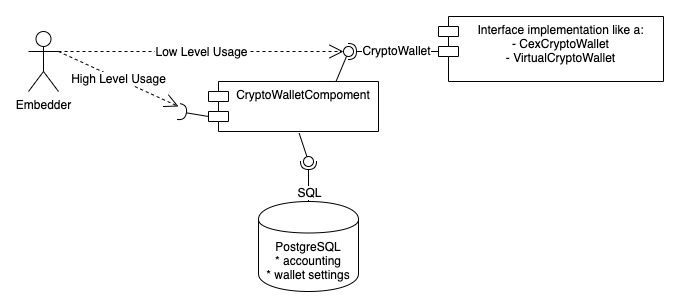 Interface implementation like a:
- CexCryptoWallet
- VirtualCryptoWallet
Low Level Usage
CryptoWallet
High Level Usage
Embedder
CryptoWalletCompoment
SQL
PostgreSQL
* accounting
* wallet settings